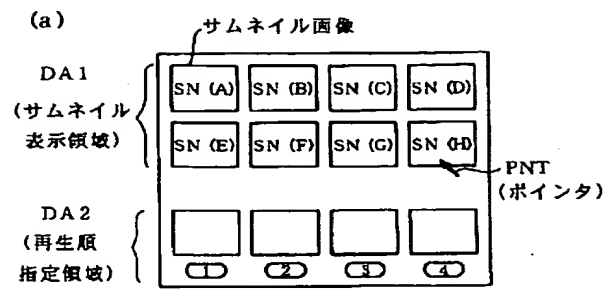 (a)
サムネイル画像
DA1
(サムネイル
表示領域)
SN (A) SN (B) SN (C) SN (D)
SN (E) SN (F) SN (G) SN (H)
PNT
(ポインタ)
DA2
(再生順
指定領域)
1 2 3 4